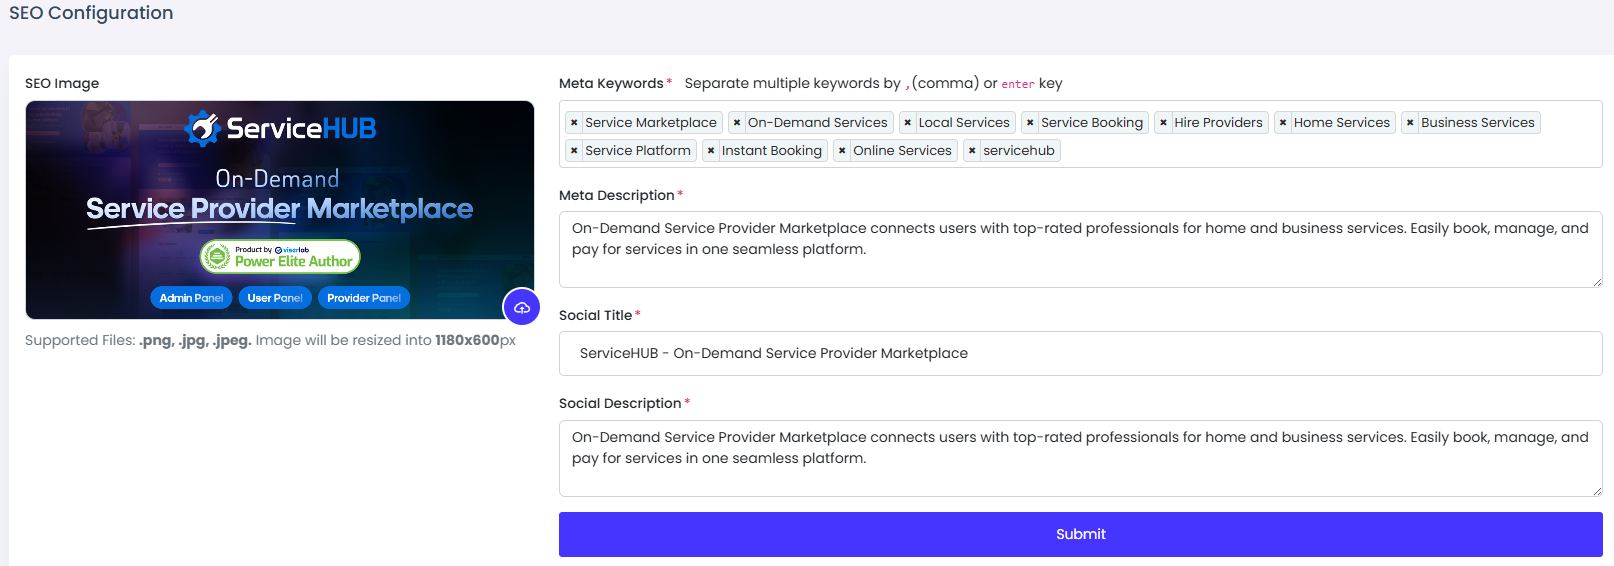 SEO Configuration
SEO Image
ServiceHUB
On-Demand
Service Provider Marketplace
Product by viserlab
Power Elite Author
Admin Panel User Panel Provider Panel
Supported Files: .png, .jpg, .jpeg. Image will be resized into 1180x600px
Meta Keywords * Separate multiple keywords by ,(comma) or enter key
× Service Marketplace × On-Demand Services × Local Services × Service Booking × Hire Providers × Home Services × Business Services
× Service Platform × Instant Booking × Online Services × servicehub
Meta Description *
On-Demand Service Provider Marketplace connects users with top-rated professionals for home and business services. Easily book, manage, and
pay for services in one seamless platform.
Social Title *
ServiceHUB - On-Demand Service Provider Marketplace
Social Description *
On-Demand Service Provider Marketplace connects users with top-rated professionals for home and business services. Easily book, manage, and
pay for services in one seamless platform.
Submit